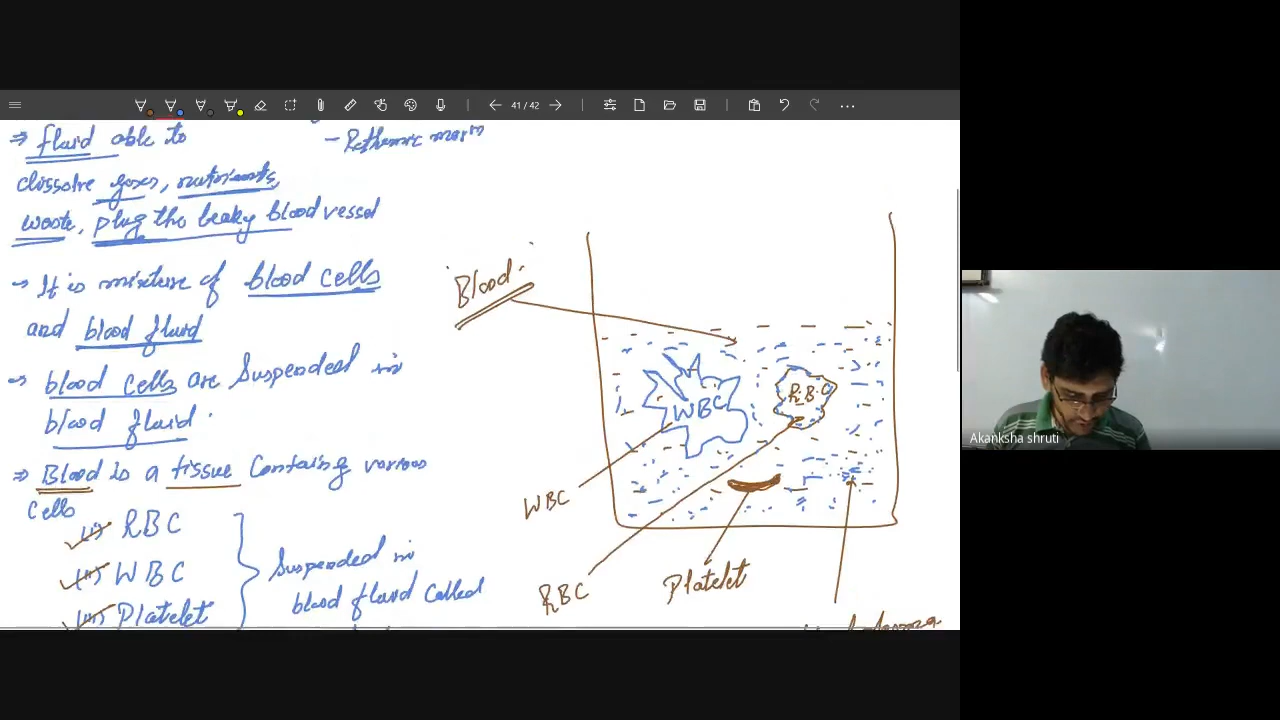 41 / 42
⇒ fluid able to
dissolve gases, nutrients,
waste, plug the leaky blood vessel
→ It is mixture of blood cells
and blood fluid
→ blood cells are suspended in
blood fluid.
⇒ Blood is a tissue containing various
cells
(i) RBC
(ii) WBC
(iii) Platelet
Suspended in
blood fluid called
Blood
WBC
RBC
WBC
RBC
Platelet
Akanksha shruti